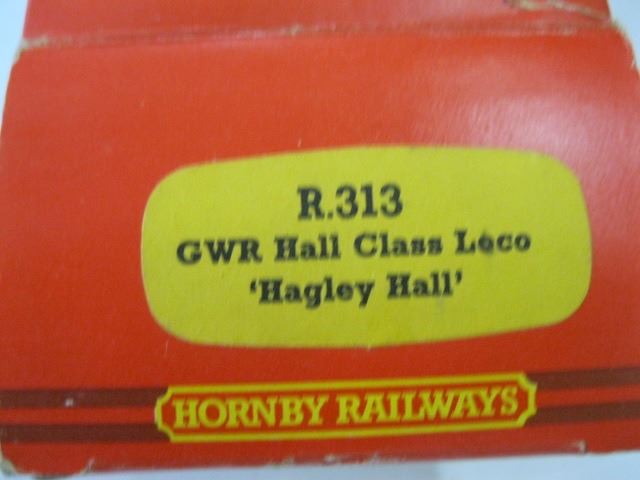 R.313
GWR Hall Class Loco
'Hagley Hall'
HORNBY RAILWAYS